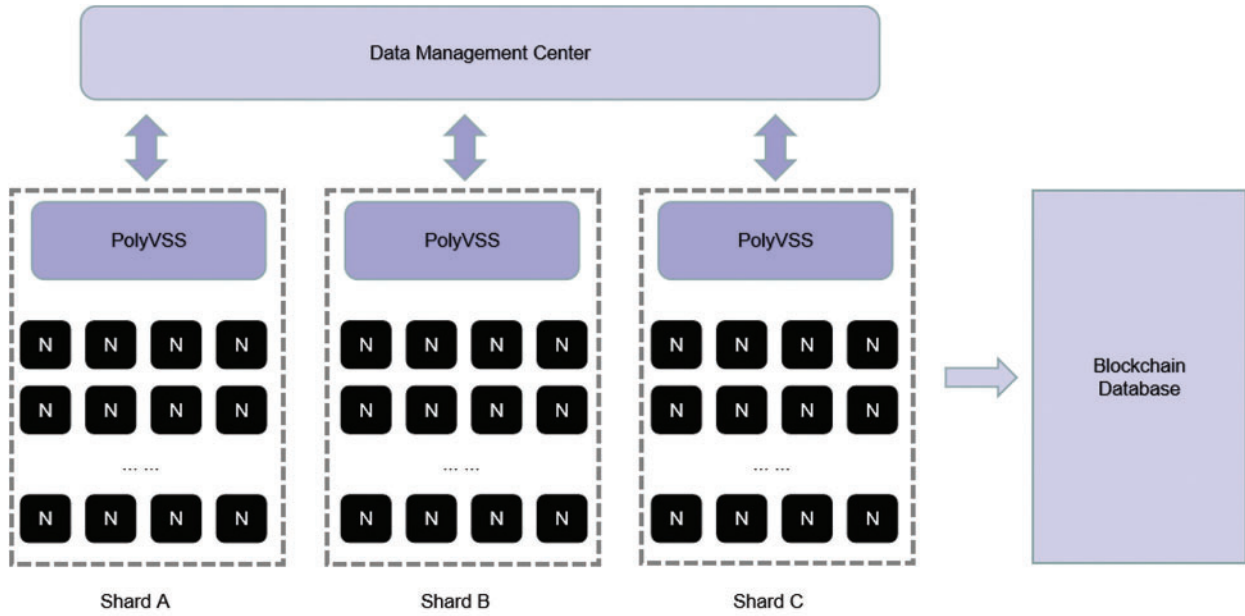 Data Management Center
PolyVSS PolyVSS PolyVSS
N N N N N N N N N N N N
N N N N N N N N N N N N
... ... ... ... ... ...
N N N N N N N N N N N N
Blockchain
Database
Shard A Shard B Shard C